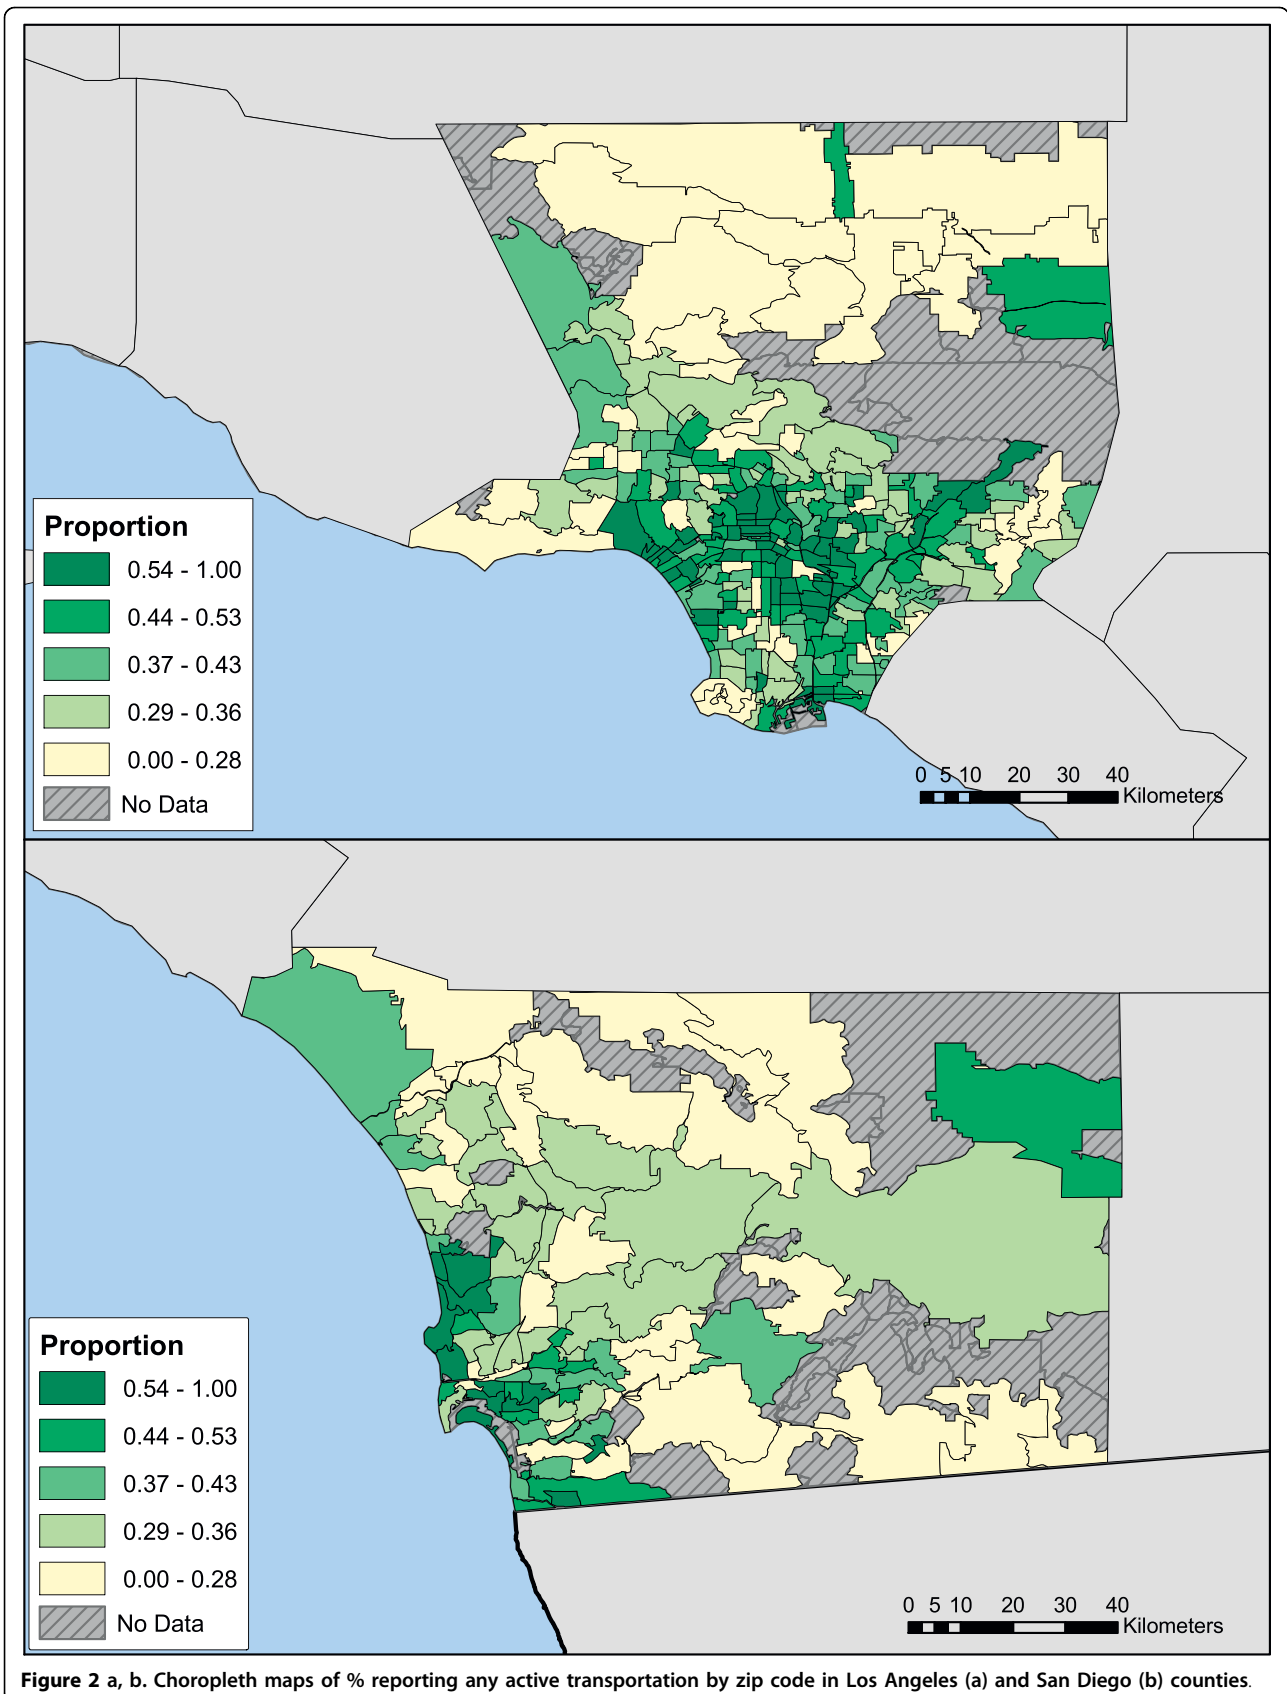 Proportion
0.54 - 1.00
0.44 - 0.53
0.37 - 0.43
0.29 - 0.36
0.00 - 0.28
No Data
0 5 10 20 30 40
Kilometers
Proportion
0.54 - 1.00
0.44 - 0.53
0.37 - 0.43
0.29 - 0.36
0.00 - 0.28
No Data
0 5 10 20 30 40
Kilometers
Figure 2 a, b. Choropleth maps of % reporting any active transportation by zip code in Los Angeles (a) and San Diego (b) counties.